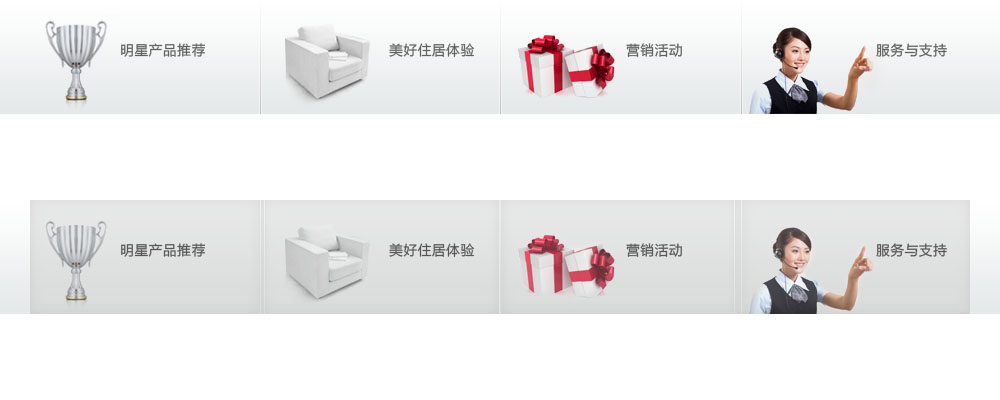 明星产品推荐
美好住居体验
营销活动
服务与支持
明星产品推荐
美好住居体验
营销活动
服务与支持